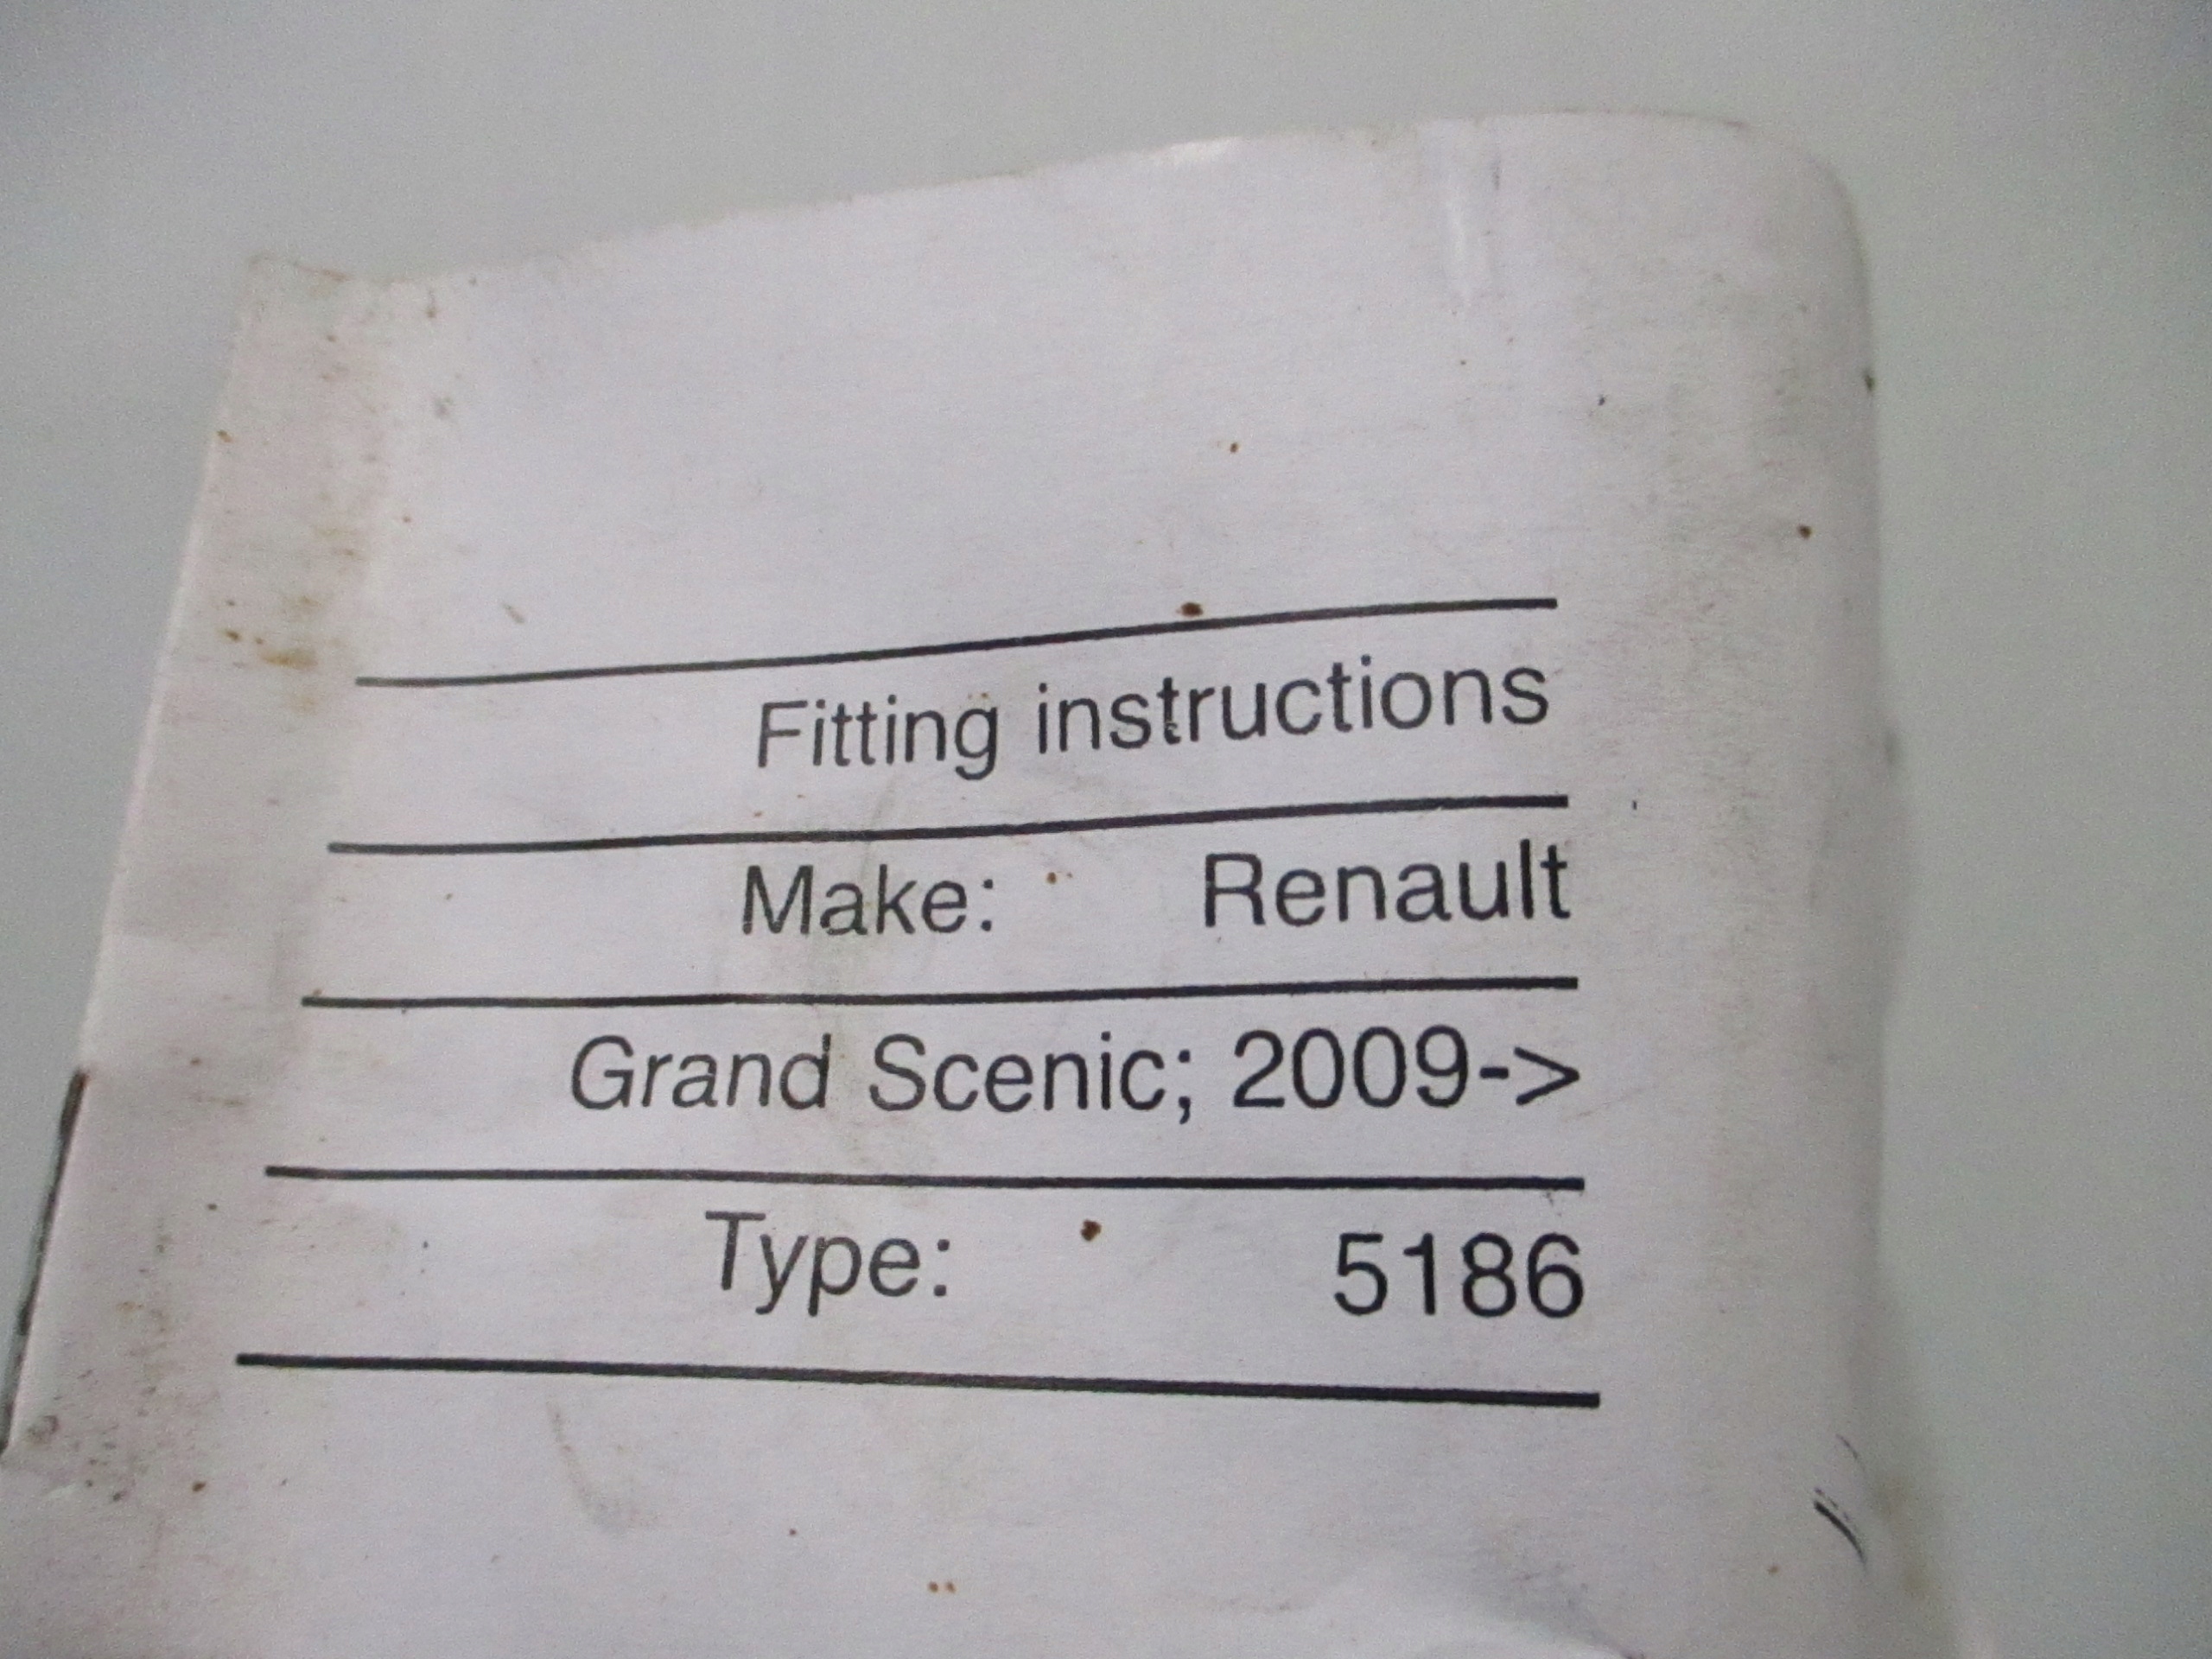 Fitting instructions
Make: Renault
Grand Scenic; 2009->
Type: 5186